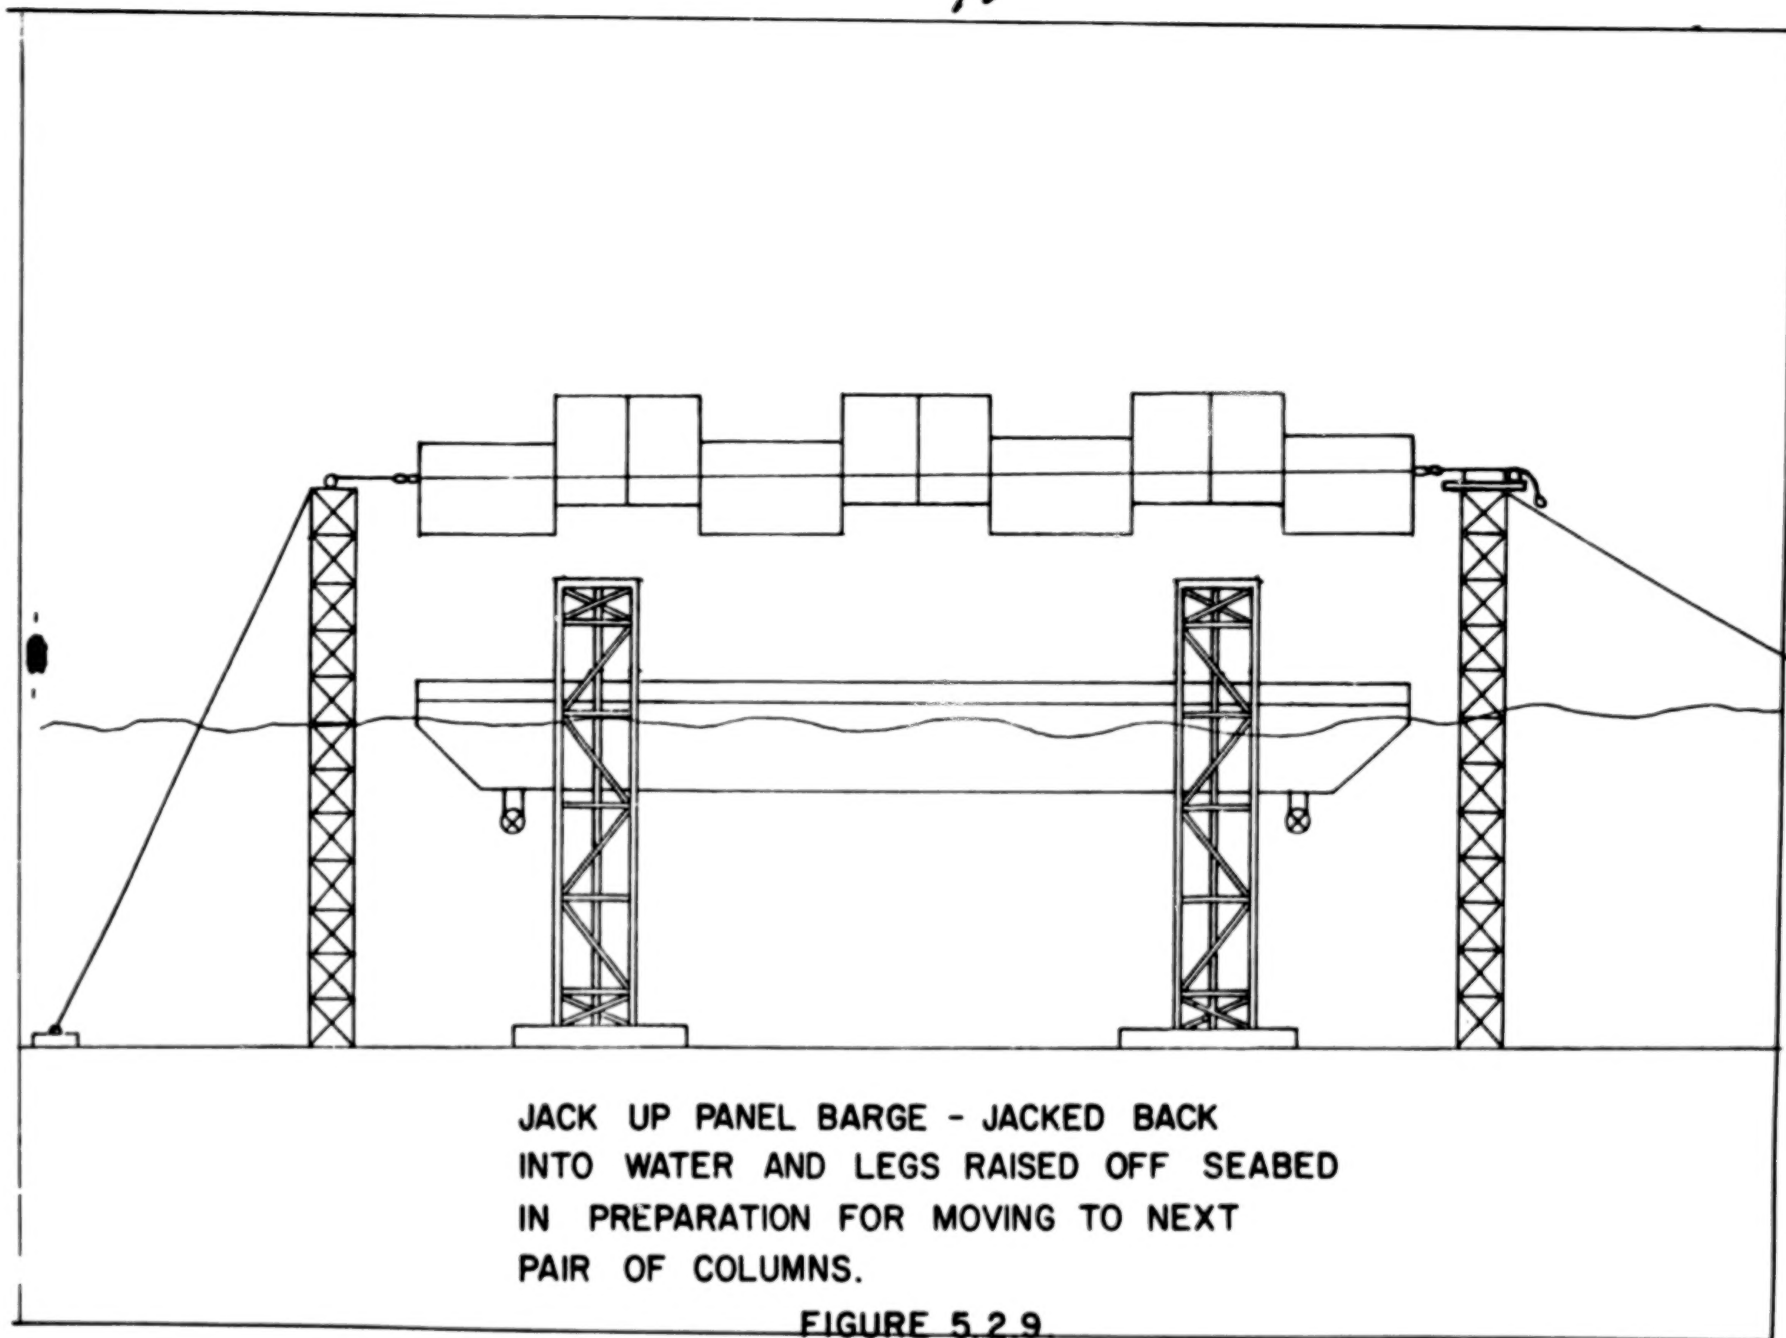 JACK UP PANEL BARGE - JACKED BACK
INTO WATER AND LEGS RAISED OFF SEABED
IN PREPARATION FOR MOVING TO NEXT
PAIR OF COLUMNS.
FIGURE 5.2.9.